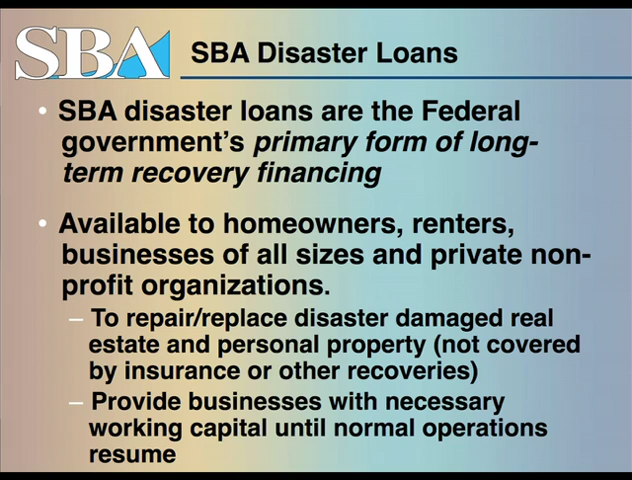 SBA
SBA Disaster Loans
• SBA disaster loans are the Federal
government's primary form of long-
term recovery financing
• Available to homeowners, renters,
businesses of all sizes and private non-
profit organizations.
– To repair/replace disaster damaged real
estate and personal property (not covered
by insurance or other recoveries)
– Provide businesses with necessary
working capital until normal operations
resume